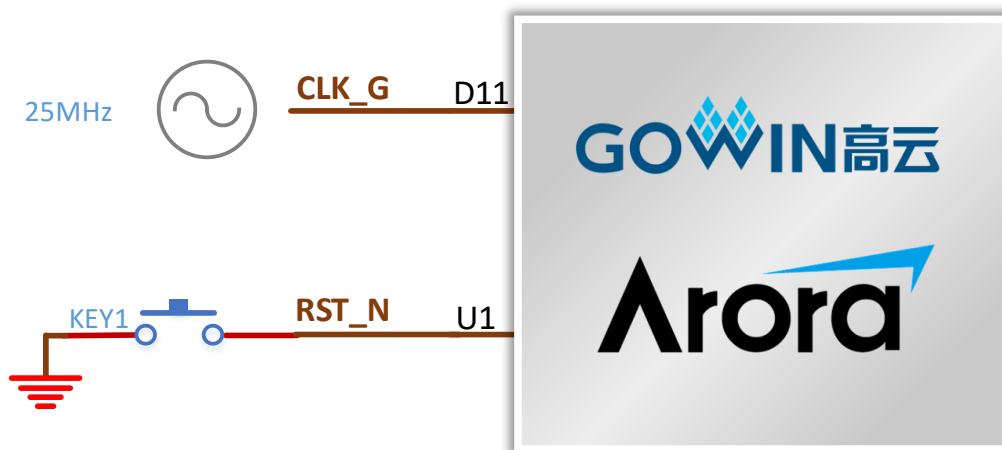 25MHz
CLK_G
D11
GOWIN高云
KEY1
RST_N
U1
Arora